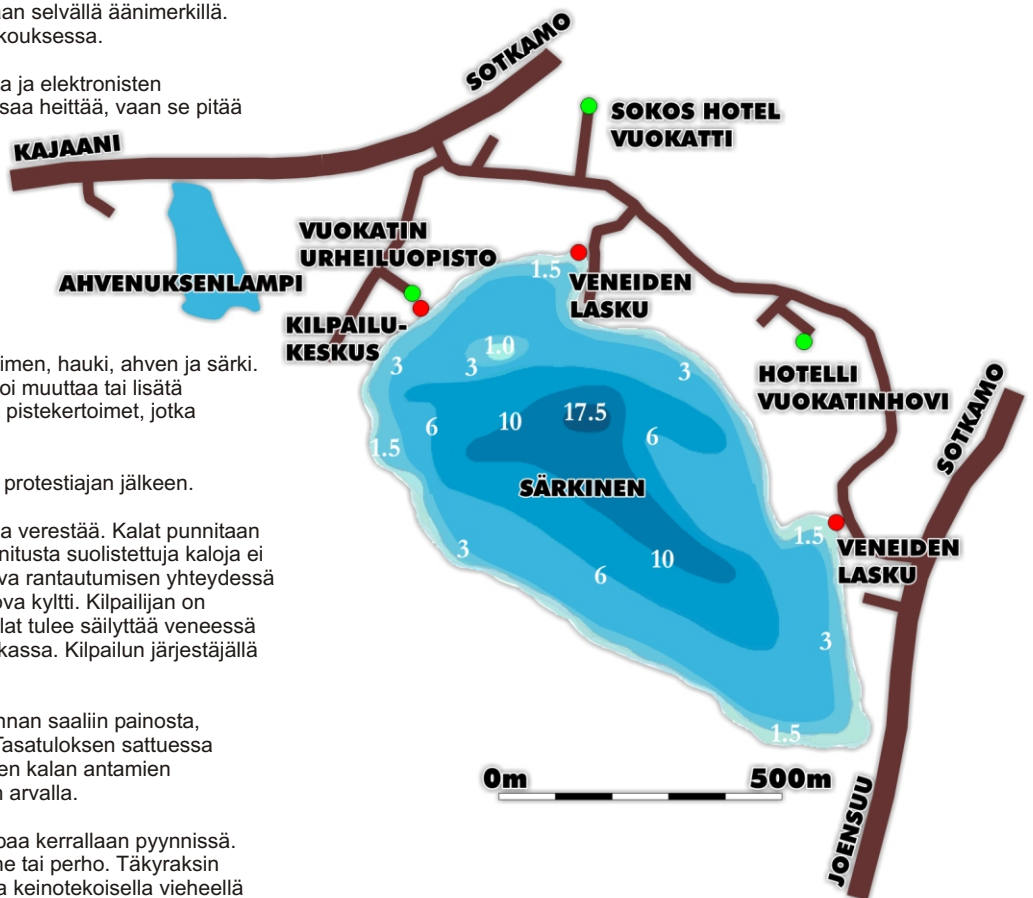 an selvällä äänimerkillä.
kouksessa.
a ja elektronisten
saa heittää, vaan se pitää
imen, hauki, ahven ja särki.
oi muuttaa tai lisätä
pistekertoimet, jotka
protestiajan jälkeen.
a verestää. Kalat punnitaan
nitusta suolistettuja kaloja ei
va rantautumisen yhteydessä
ova kyltti. Kilpailijan on
lat tulee säilyttää veneessä
kassa. Kilpailun järjestäjällä
nnan saaliin painosta,
Tasatuloksen sattuessa
en kalan antamien
n arvalla.
paa kerrallaan pyynnissä.
ne tai perho. Täkyraksin
a keinotekoisella vieheellä
SOTKAMO
KAJAANI
SOKOS HOTEL
VUOKATTI
VUOKATIN
URHEILUOPISTO
AHVENUKSENLAMPI
1.5
VENEIDEN
LASKU
KILPAILU-
KESKUS
1.0
3
3
3
HOTELLI
VUOKATINHOVI
SOTKAMO
17.5
10
6
6
1.5
SÄRKINEN
1.5
VENEIDEN
LASKU
3
10
6
3
1.5
0m
500m
JOENSUU